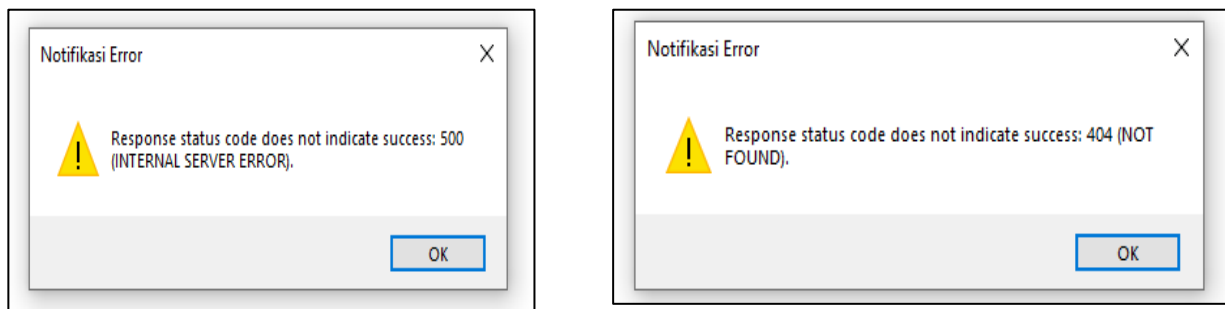 Notifikasi Error
Response status code does not indicate success: 500
(INTERNAL SERVER ERROR).
OK
Notifikasi Error
Response status code does not indicate success: 404 (NOT
FOUND).
OK